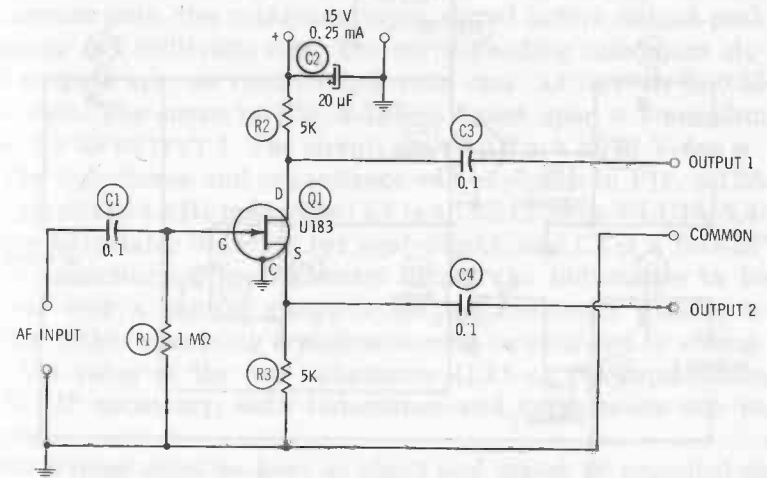 15 V
0.25 mA
+
C2
20 µF
R2
5K
C3
0.1
OUTPUT 1
D
Q1
U183
C1
0.1
G
S
C
COMMON
C4
0.1
OUTPUT 2
AF INPUT
R1
1 MΩ
R3
5K